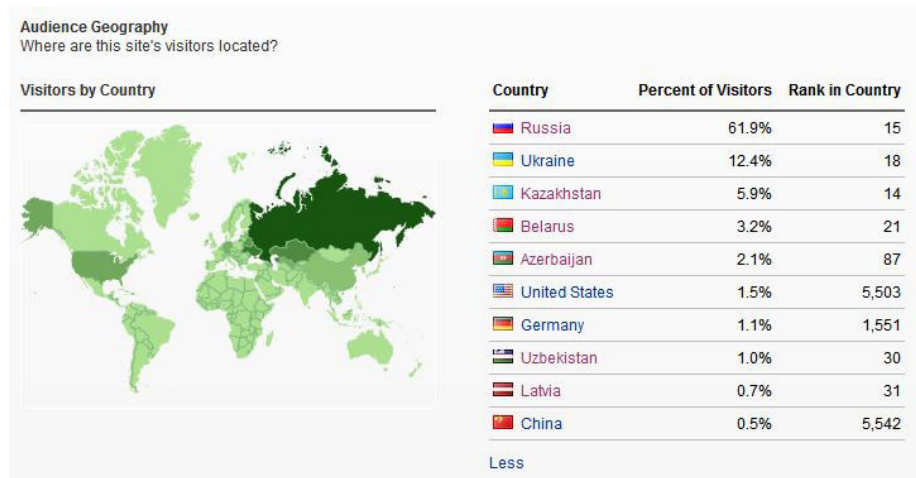 Audience Geography
Where are this site's visitors located?
Visitors by Country
Country Percent of Visitors Rank in Country
Russia 61.9% 15
Ukraine 12.4% 18
Kazakhstan 5.9% 14
Belarus 3.2% 21
Azerbaijan 2.1% 87
United States 1.5% 5,503
Germany 1.1% 1,551
Uzbekistan 1.0% 30
Latvia 0.7% 31
China 0.5% 5,542
Less